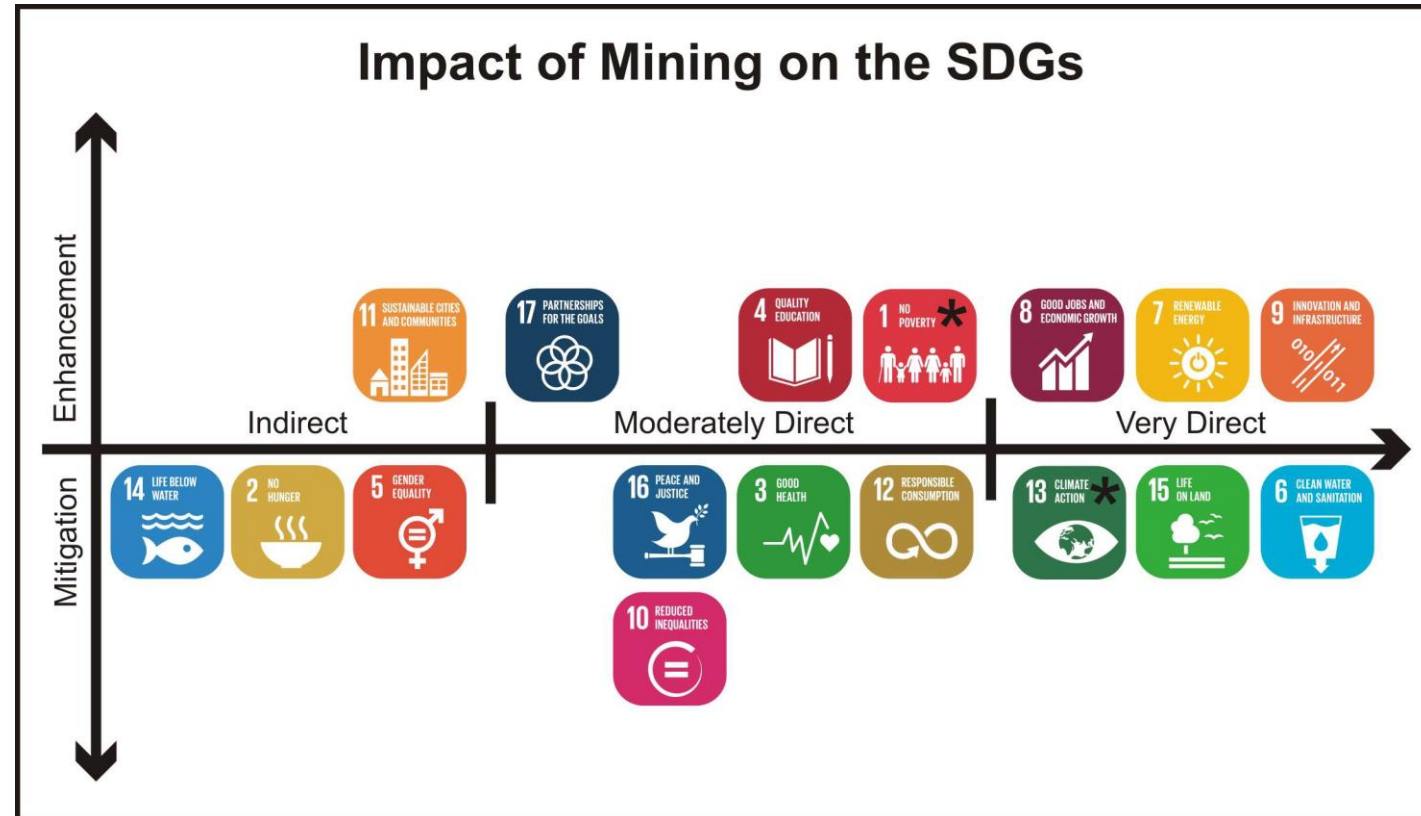 Impact of Mining on the SDGs
Enhancement
11 SUSTAINABLE CITIES
AND COMMUNITIES
17 PARTNERSHIPS
FOR THE GOALS
4 QUALITY
EDUCATION
1 NO
POVERTY *
8 GOOD JOBS AND
ECONOMIC GROWTH
7 RENEWABLE
ENERGY
9 INNOVATION AND
INFRASTRUCTURE
010
011
Indirect
Moderately Direct
Very Direct
Mitigation
14 LIFE BELOW
WATER
2 NO
HUNGER
5 GENDER
EQUALITY
16 PEACE AND
JUSTICE
3 GOOD
HEALTH
12 RESPONSIBLE
CONSUMPTION
13 CLIMATE
ACTION *
15 LIFE
ON LAND
6 CLEAN WATER
AND SANITATION
10 REDUCED
INEQUALITIES